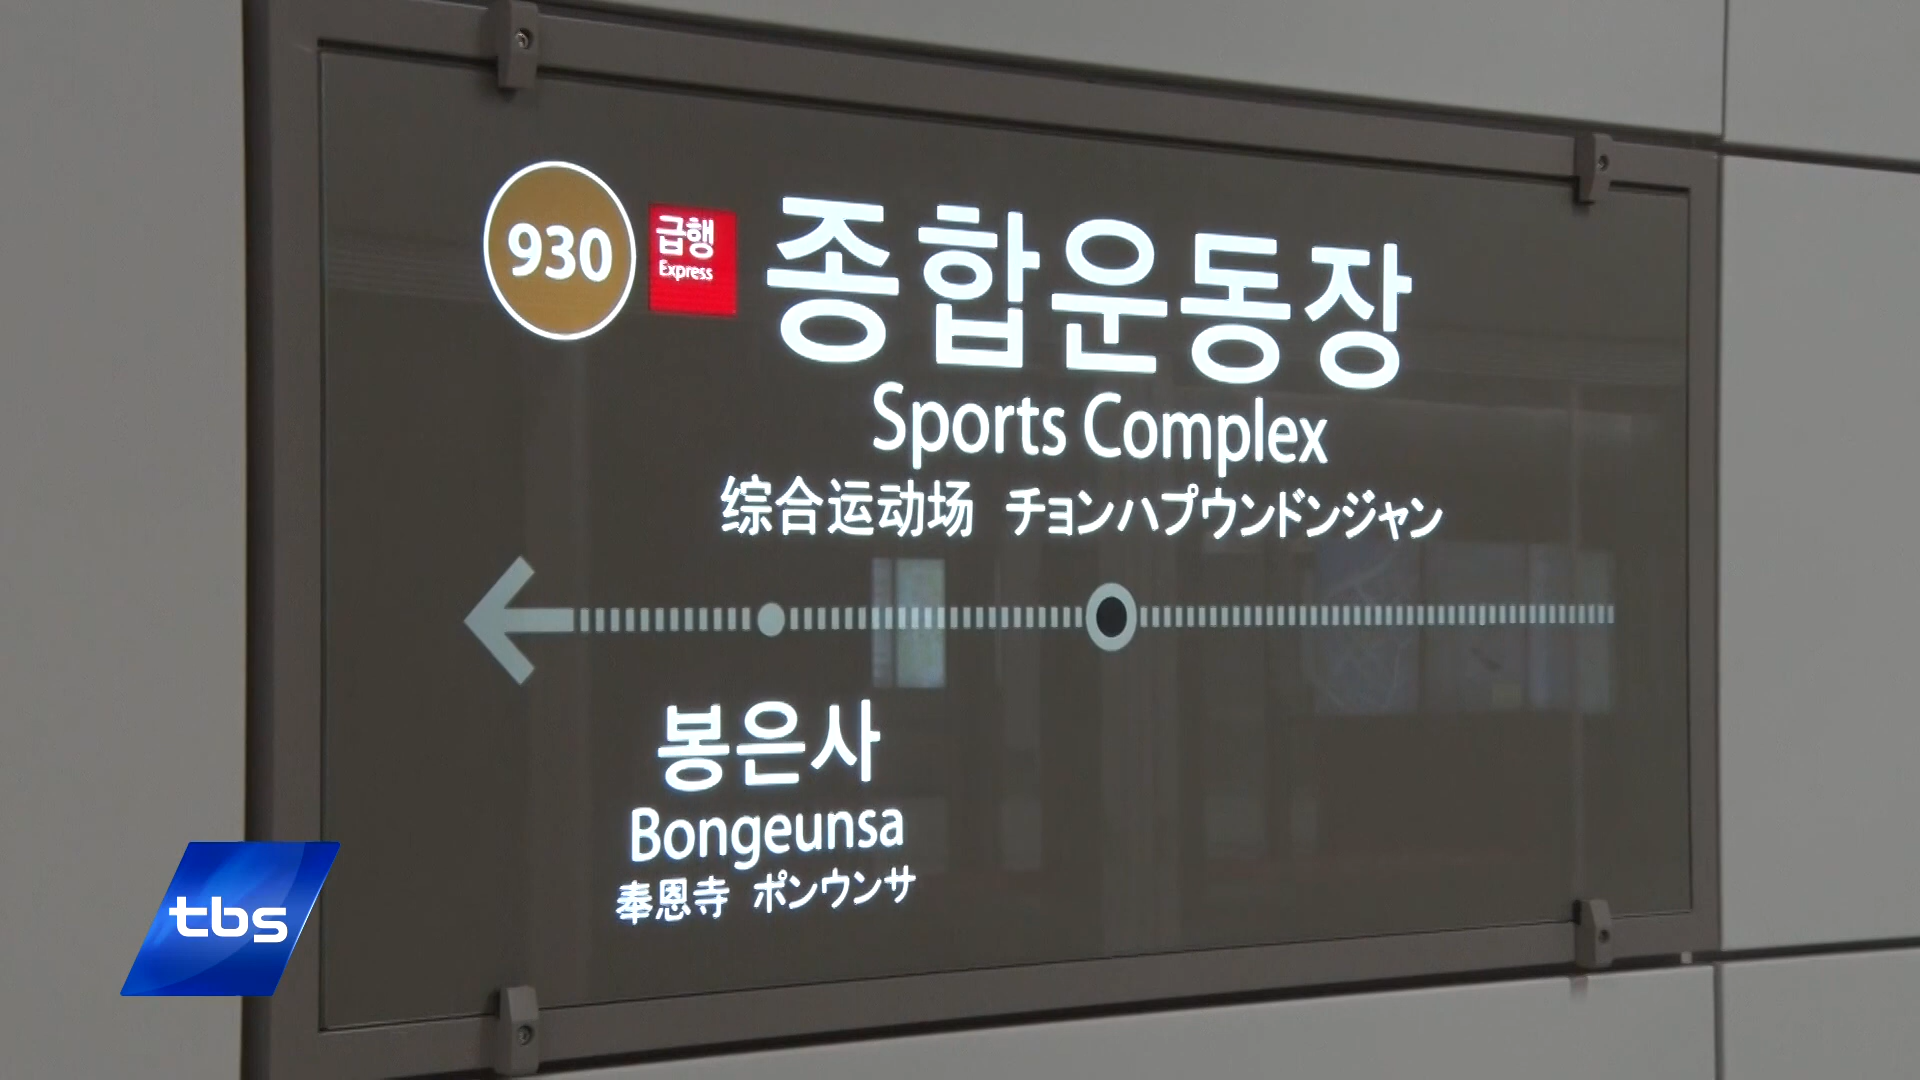 930 급행 종합운동장
Express
Sports Complex
综合运动场 チョンハプウンドンジャン
봉은사
Bongeunsa
奉恩寺 ポンウンサ
tbs